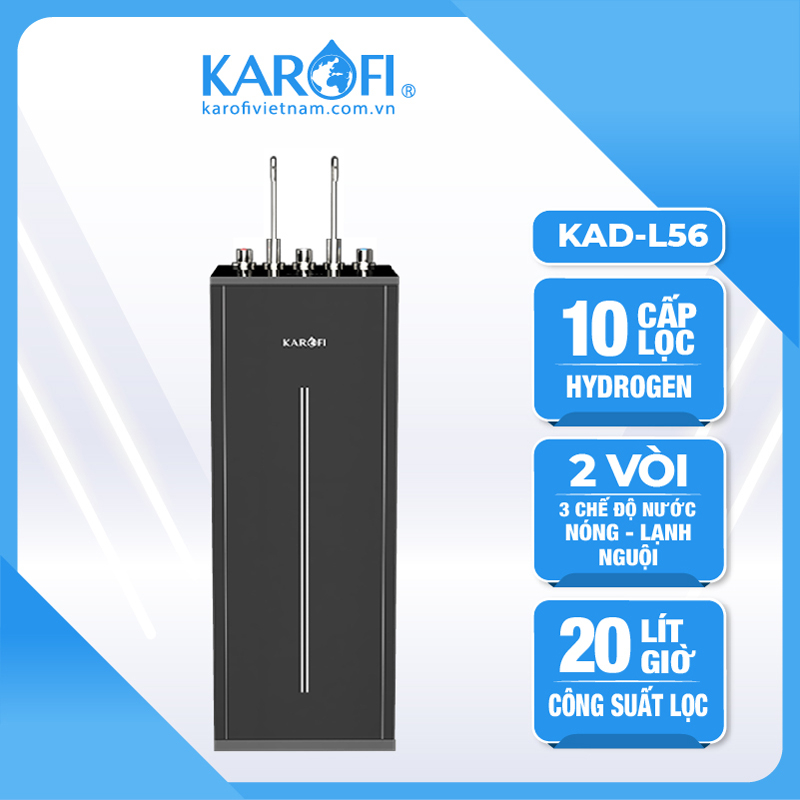 KAROFI®
karofivietnam.com.vn
KAROFI
KAD-L56
10 CẤP LỌC
HYDROGEN
2 VÒI
3 CHẾ ĐỘ NƯỚC
NÓNG - LẠNH
NGUỘI
20 LÍT GIỜ
CÔNG SUẤT LỌC